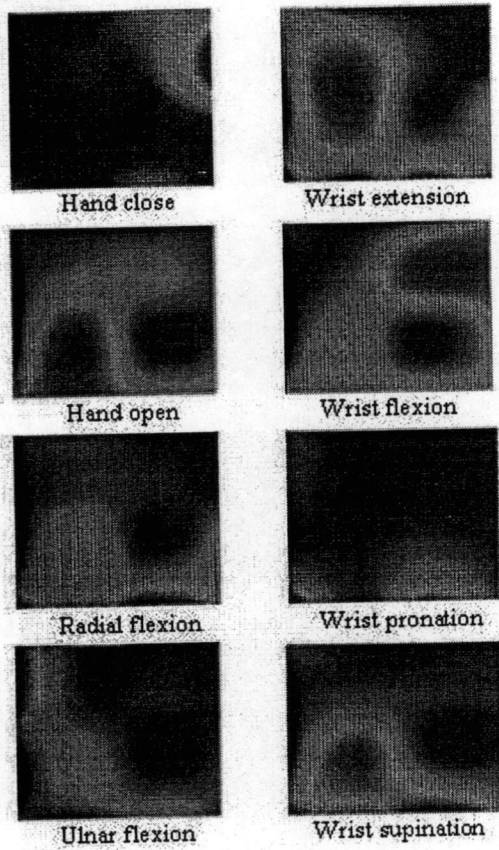 Hand close
Wrist extension
Hand open
Wrist flexion
Radial flexion
Wrist pronation
Ulnar flexion
Wrist supination